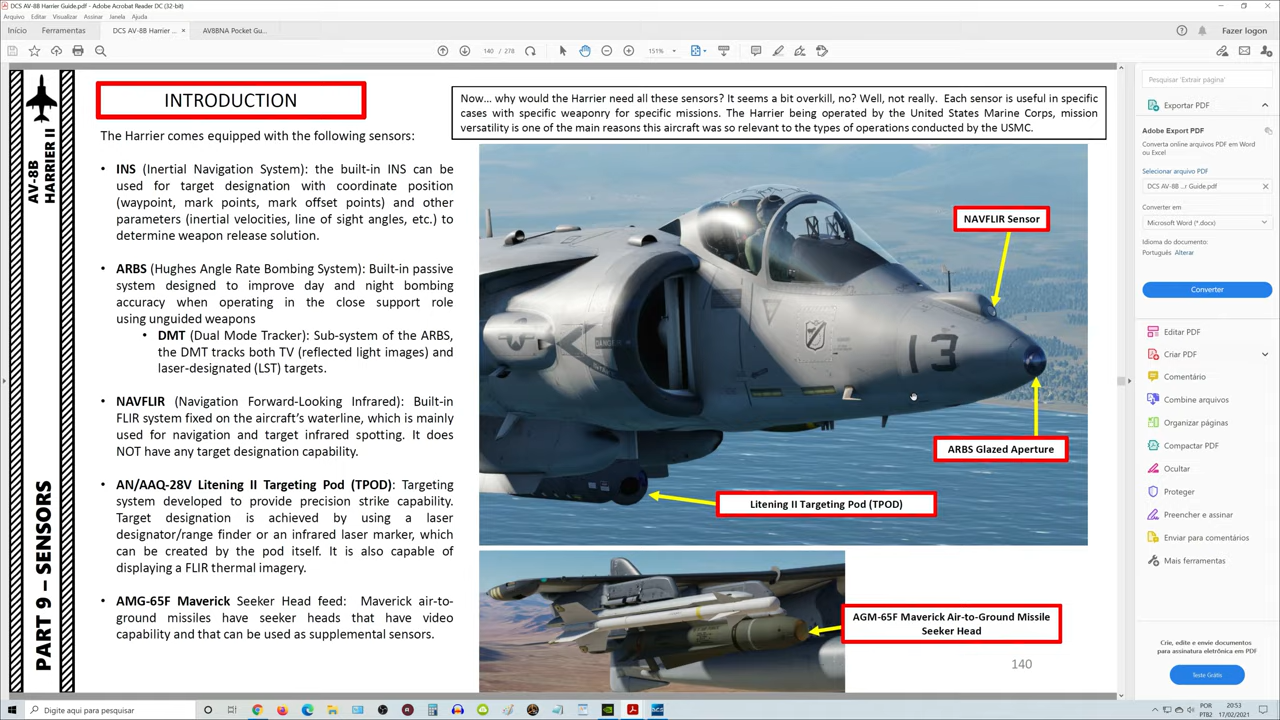 DCS AV-8B Harrier Guide.pdf - Adobe Acrobat Reader DC (32-bit)
Arquivo Editar Visualizar Assinar Janela Ajuda
Início Ferramentas DCS AV-8B Harrier ... × AV8BNA Pocket Gu...
Fazer logon
140 / 278
151%
AV-8B
HARRIER II
PART 9 – SENSORS
INTRODUCTION
The Harrier comes equipped with the following sensors:
• INS (Inertial Navigation System): the built-in INS can be
used for target designation with coordinate position
(waypoint, mark points, mark offset points) and other
parameters (inertial velocities, line of sight angles, etc.) to
determine weapon release solution.
• ARBS (Hughes Angle Rate Bombing System): Built-in passive
system designed to improve day and night bombing
accuracy when operating in the close support role
using unguided weapons
• DMT (Dual Mode Tracker): Sub-system of the ARBS,
the DMT tracks both TV (reflected light images) and
laser-designated (LST) targets.
• NAVFLIR (Navigation Forward-Looking Infrared): Built-in
FLIR system fixed on the aircraft's waterline, which is mainly
used for navigation and target infrared spotting. It does
NOT have any target designation capability.
• AN/AAQ-28V Litening II Targeting Pod (TPOD): Targeting
system developed to provide precision strike capability.
Target designation is achieved by using a laser
designator/range finder or an infrared laser marker, which
can be created by the pod itself. It is also capable of
displaying a FLIR thermal imagery.
• AMG-65F Maverick Seeker Head feed: Maverick air-to-
ground missiles have seeker heads that have video
capability and that can be used as supplemental sensors.
Now... why would the Harrier need all these sensors? It seems a bit overkill, no? Well, not really. Each sensor is useful in specific
cases with specific weaponry for specific missions. The Harrier being operated by the United States Marine Corps, mission
versatility is one of the main reasons this aircraft was so relevant to the types of operations conducted by the USMC.
NAVFLIR Sensor
13
ARBS Glazed Aperture
Litening II Targeting Pod (TPOD)
AGM-65F Maverick Air-to-Ground Missile
Seeker Head
140
Pesquisar 'Extrair página'
Exportar PDF
Adobe Export PDF
Converta online arquivos PDF em Word
ou Excel
Selecionar arquivo PDF
DCS AV-8B ...r Guide.pdf ×
Converter em
Microsoft Word (*.docx)
Idioma do documento:
Português Alterar
Converter
Editar PDF
Criar PDF
Comentário
Combine arquivos
Organizar páginas
Compactar PDF
Ocultar
Proteger
Preencher e assinar
Enviar para comentários
Mais ferramentas
Crie, edite e envie documentos
para assinatura eletrônica em PDF
Teste Grátis
Digite aqui para pesquisar
POR
PTB2
20:53
17/02/2021